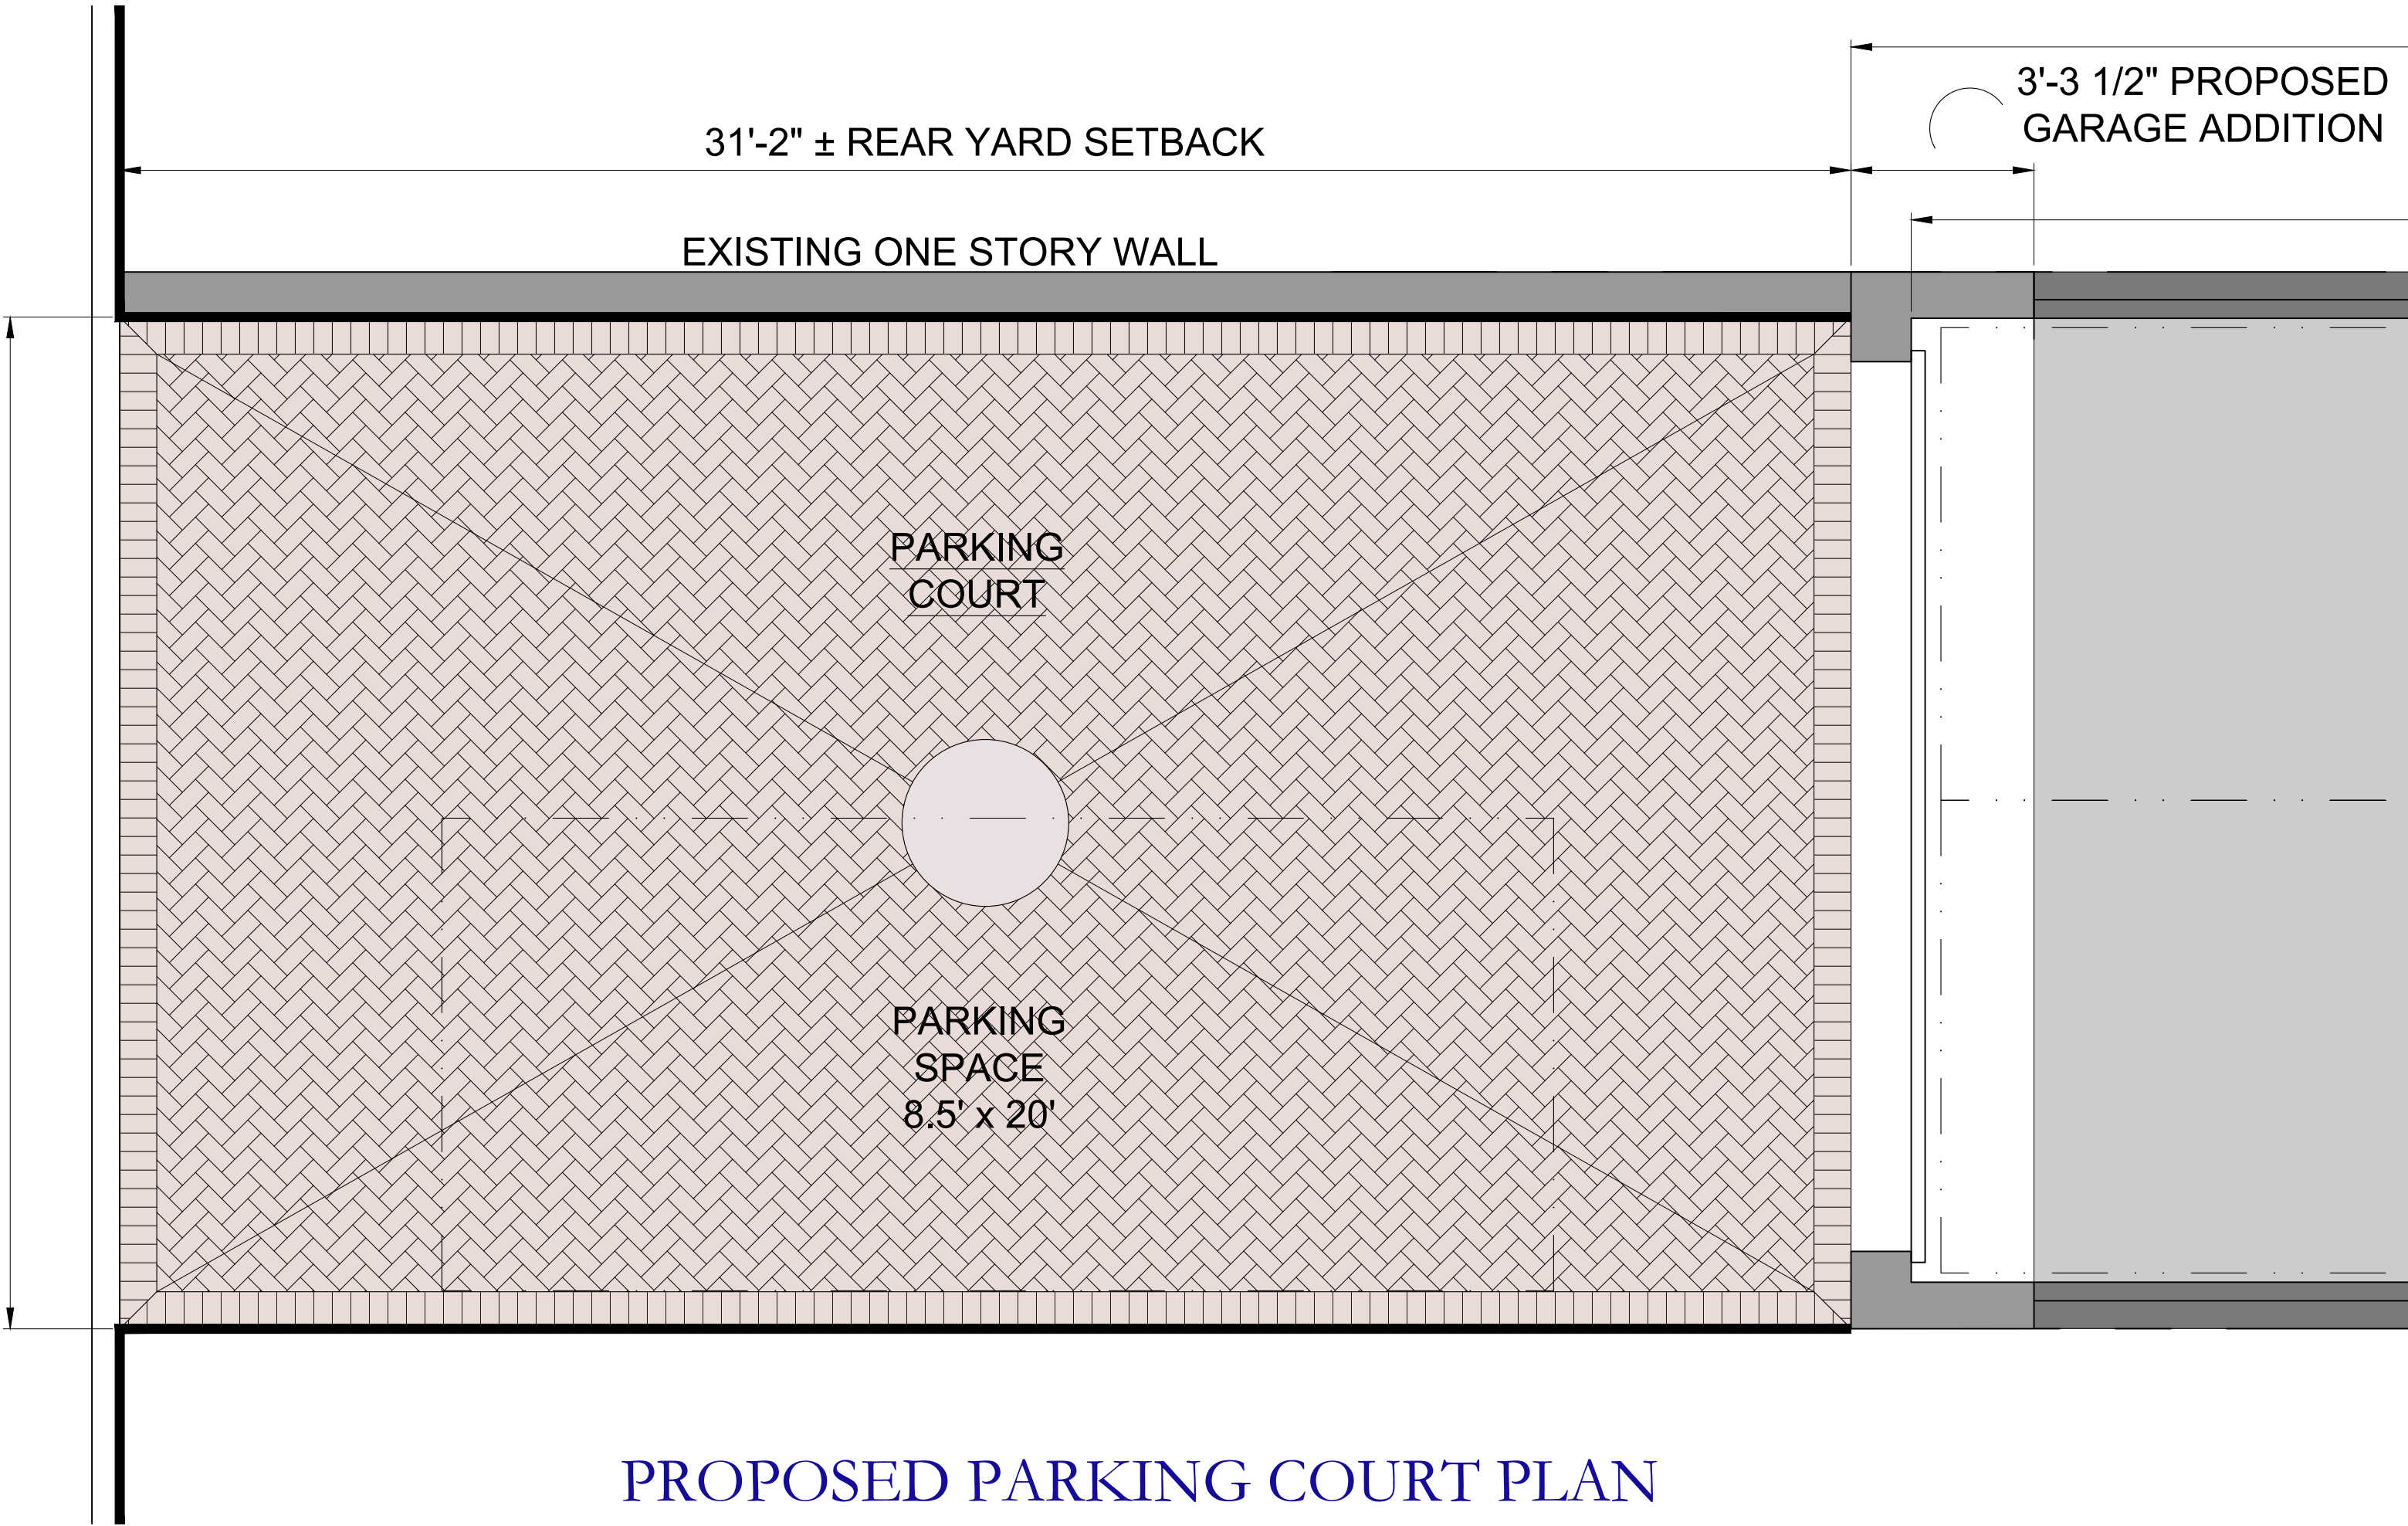 3'-3 1/2" PROPOSED
GARAGE ADDITION
31'-2" ± REAR YARD SETBACK
EXISTING ONE STORY WALL
PARKING
COURT
PARKING
SPACE
8.5' x 20'
PROPOSED PARKING COURT PLAN